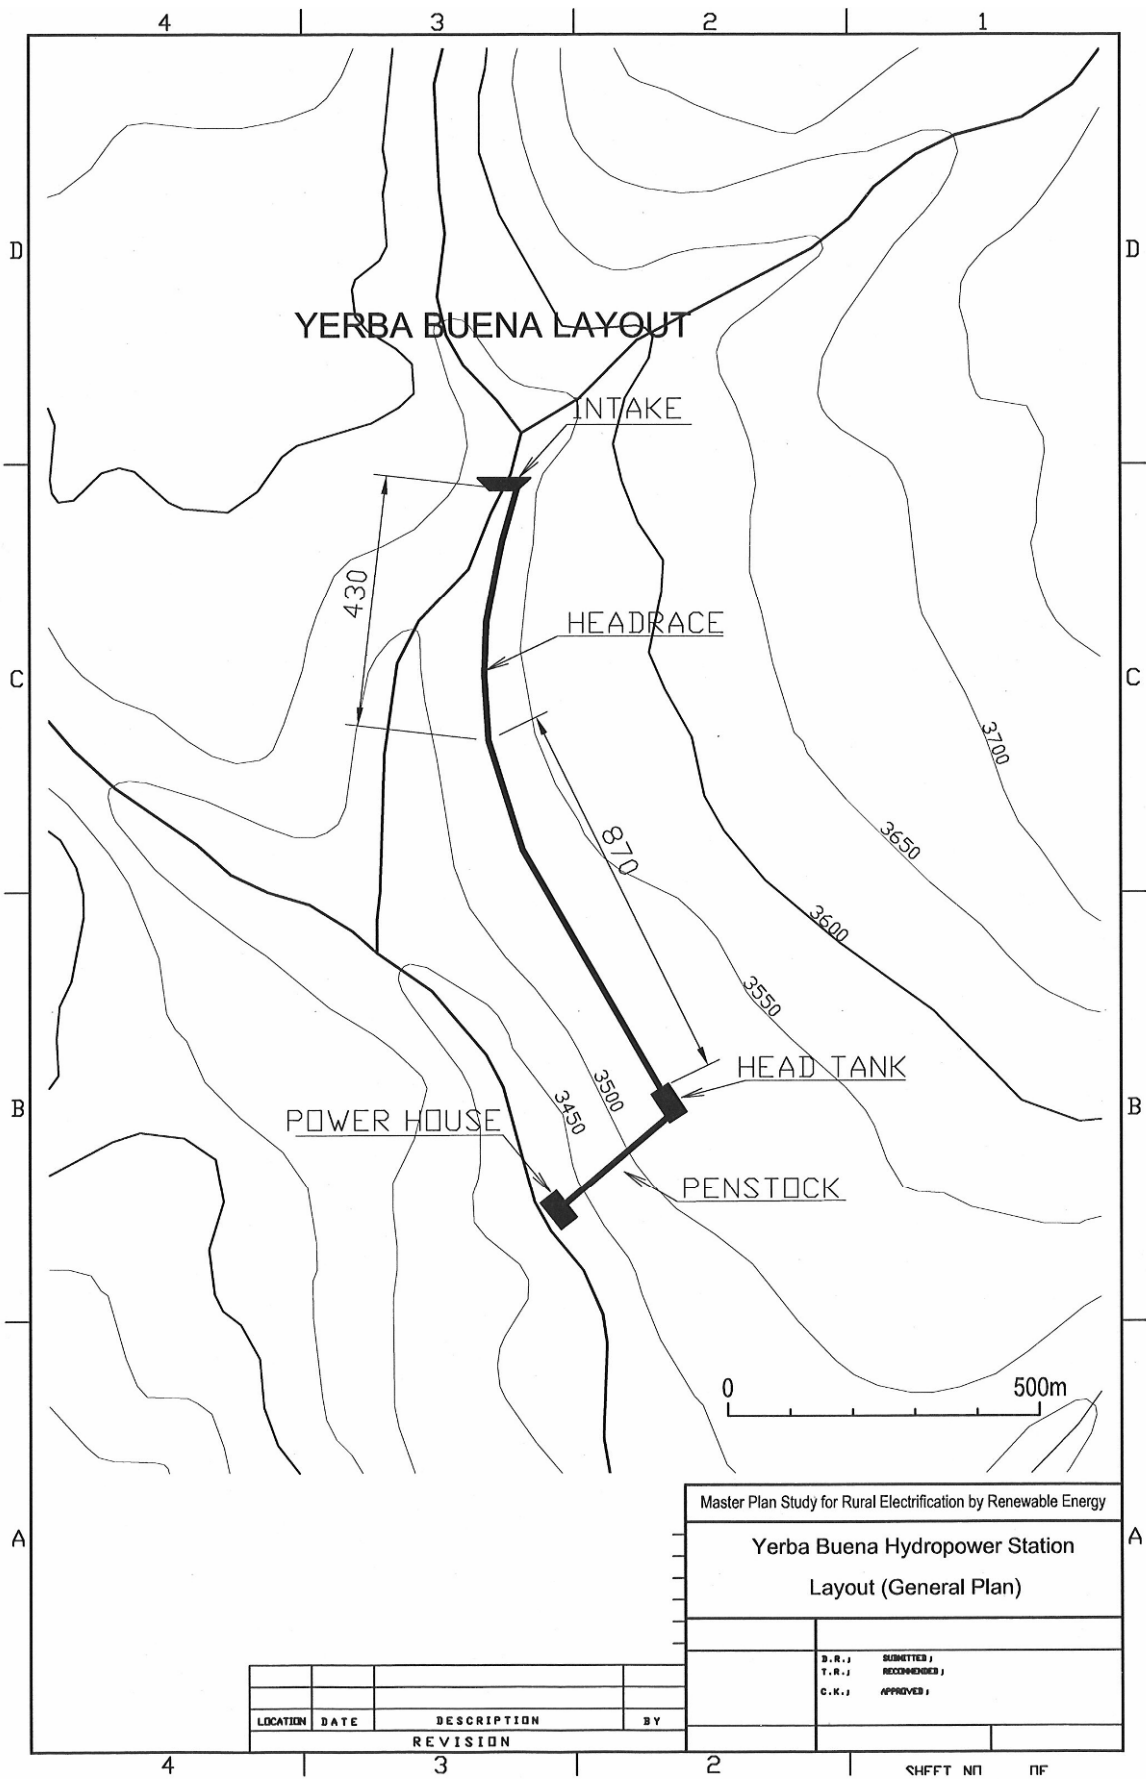 4 3 2 1
D D
YERBA BUENA LAYOUT
INTAKE
430
HEADRACE
C C
3700
3650
870
3600
3550
HEAD TANK
3500
3450
B B
POWER HOUSE
PENSTOCK
0 500m
Master Plan Study for Rural Electrification by Renewable Energy
A A
Yerba Buena Hydropower Station
Layout (General Plan)
D.R.; SUBMITTED;
T.R.; RECOMMENDED;
C.K.; APPROVED;
LOCATION DATE DESCRIPTION BY
REVISION
4 3 2 SHEET NO OF